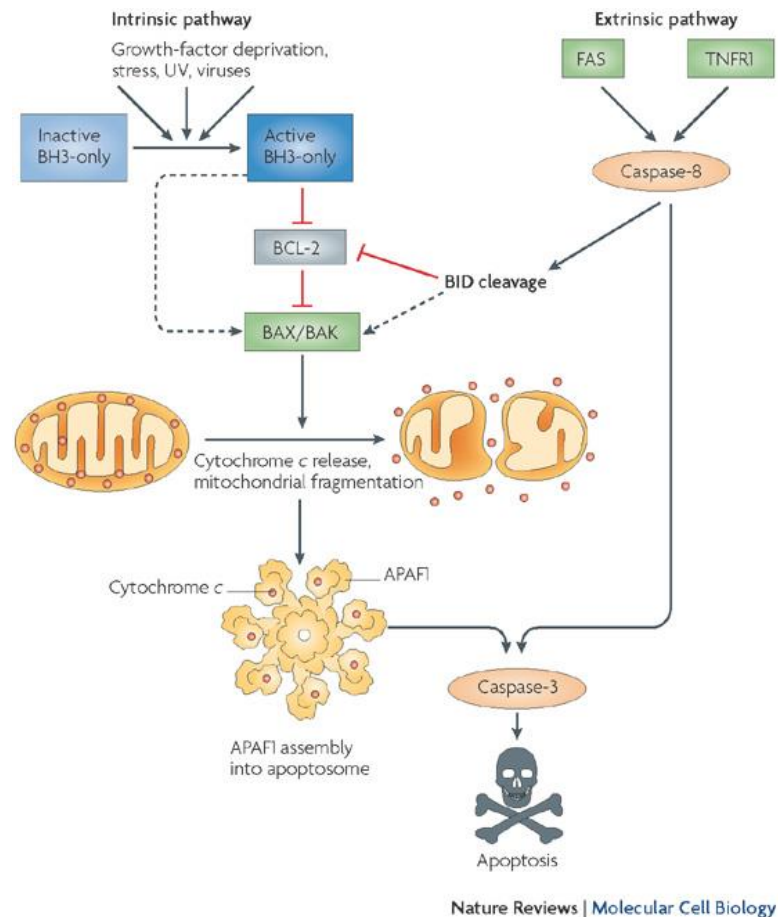 Intrinsic pathway
Growth-factor deprivation,
stress, UV, viruses
Inactive
BH3-only
Active
BH3-only
BCL-2
BAX/BAK
Extrinsic pathway
FAS
TNFR1
Caspase-8
BID cleavage
Cytochrome c release,
mitochondrial fragmentation
Cytochrome c
APAF1
APAF1 assembly
into apoptosome
Caspase-3
Apoptosis
Nature Reviews | Molecular Cell Biology